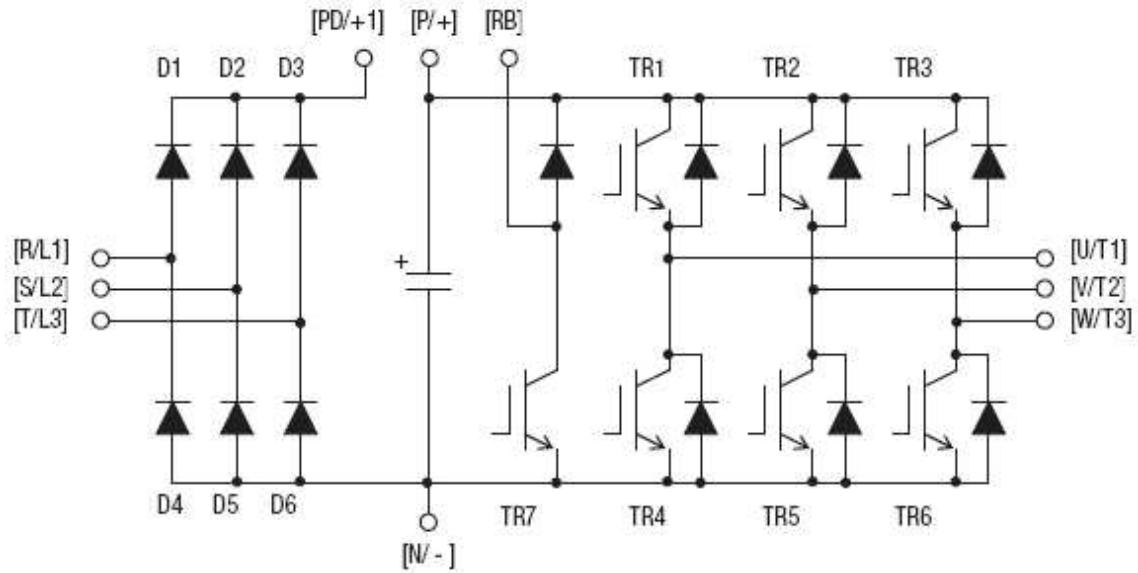 [PD/+1] [P/+] [RB]
D1 D2 D3 TR1 TR2 TR3
[R/L1] [U/T1]
+
[S/L2] [V/T2]
[T/L3] [W/T3]
D4 D5 D6 TR7 TR4 TR5 TR6
[N/ - ]